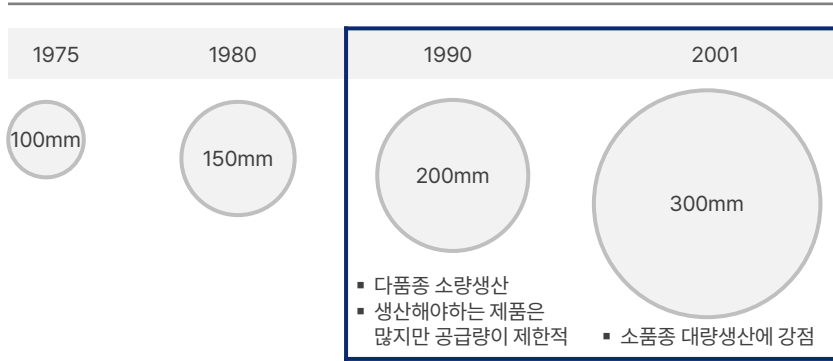 1975 1980 1990 2001
100mm
150mm
200mm
300mm
▪ 다품종 소량생산
▪ 생산해야하는 제품은
많지만 공급량이 제한적
▪ 소품종 대량생산에 강점